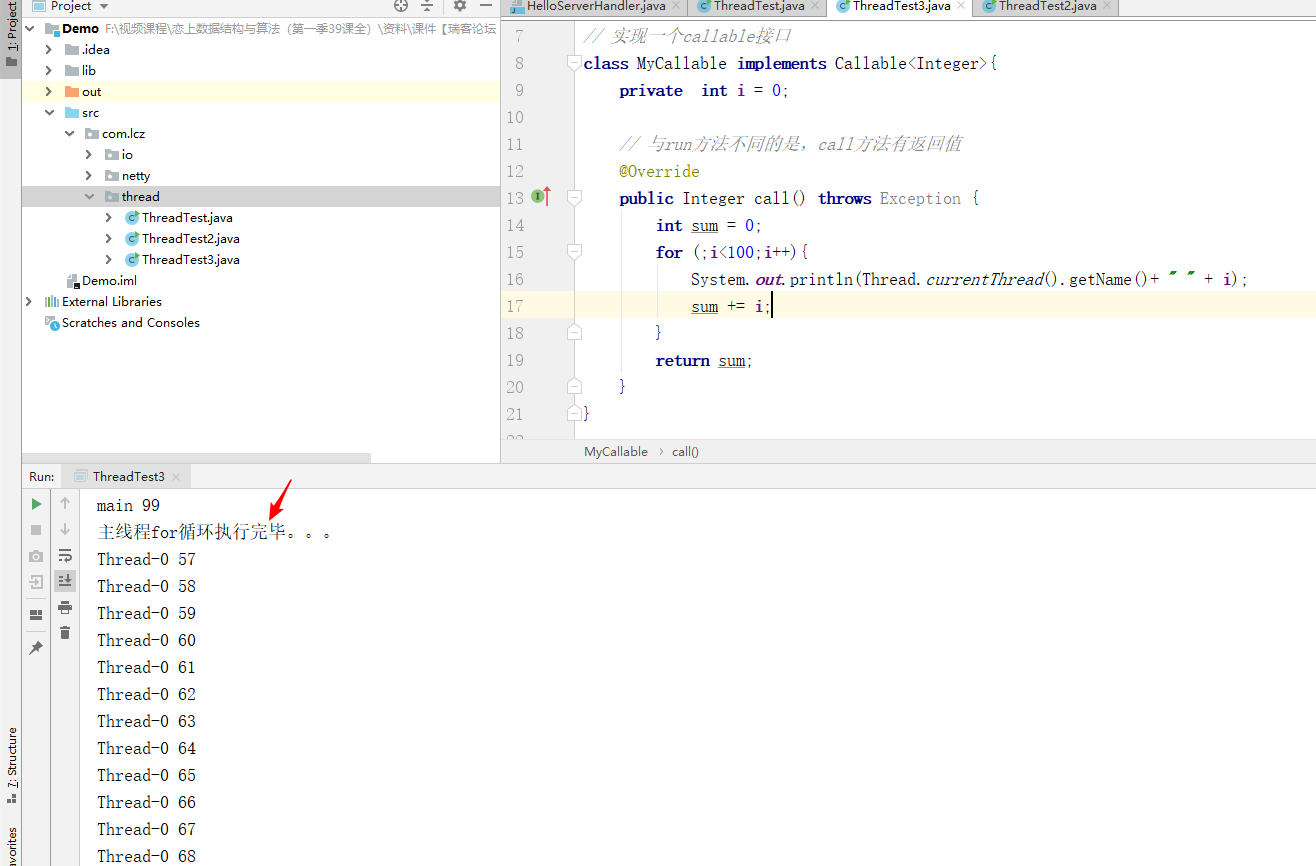 Project
Demo F:\视频课程\恋上数据结构与算法（第一季39课全）\资料\课件【瑞客论坛
.idea
lib
out
src
com.lcz
io
netty
thread
ThreadTest.java
ThreadTest2.java
ThreadTest3.java
Demo.iml
External Libraries
Scratches and Consoles
1: Project
7: Structure
HelloServerHandler.java ThreadTest.java ThreadTest3.java ThreadTest2.java
7 // 实现一个callable接口
8 class MyCallable implements Callable<Integer>{
9 private int i = 0;
10
11 // 与run方法不同的是，call方法有返回值
12 @Override
13 public Integer call() throws Exception {
14 int sum = 0;
15 for (;i<100;i++){
16 System.out.println(Thread.currentThread().getName()+ " " + i);
17 sum += i;
18 }
19 return sum;
20 }
21 }
MyCallable › call()
Run: ThreadTest3
main 99
主线程for循环执行完毕。。。
Thread-0 57
Thread-0 58
Thread-0 59
Thread-0 60
Thread-0 61
Thread-0 62
Thread-0 63
Thread-0 64
Thread-0 65
Thread-0 66
Thread-0 67
Thread-0 68